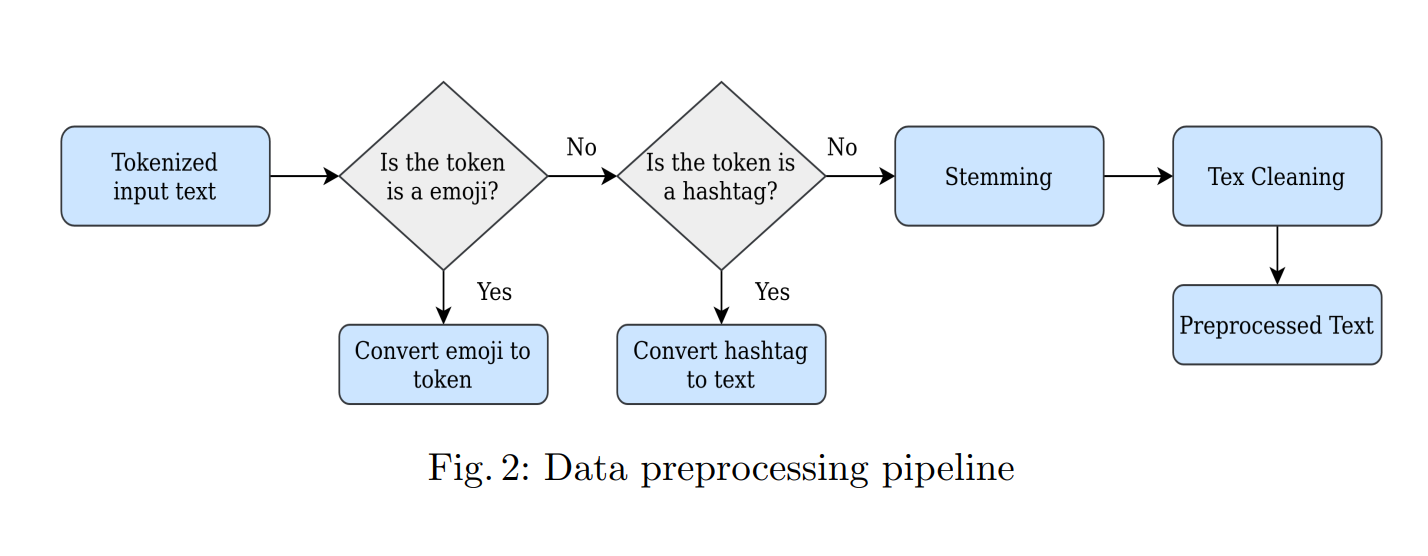 Tokenized
input text
Is the token
is a emoji?
No
Is the token is
a hashtag?
No
Stemming
Tex Cleaning
Yes
Yes
Convert emoji to
token
Convert hashtag
to text
Preprocessed Text
Fig. 2: Data preprocessing pipeline